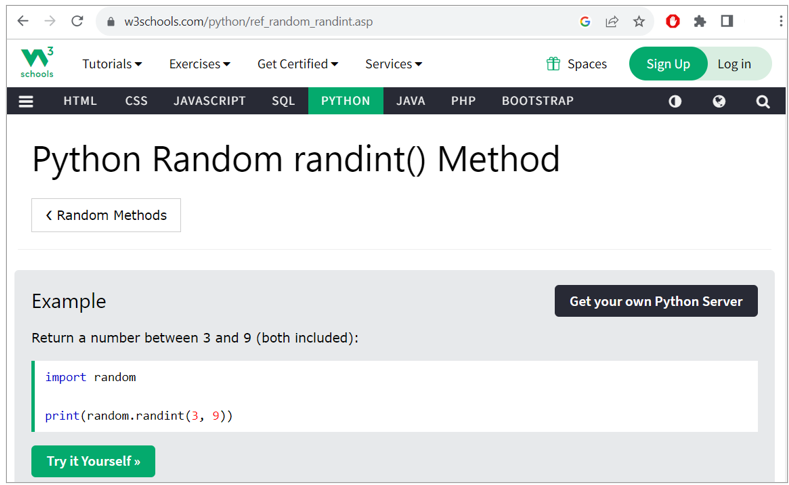 w3schools.com/python/ref_random_randint.asp
W3 schools
Tutorials Exercises Get Certified Services Spaces Sign Up Log in
HTML CSS JAVASCRIPT SQL PYTHON JAVA PHP BOOTSTRAP
Python Random randint() Method
❮ Random Methods
Example
Get your own Python Server
Return a number between 3 and 9 (both included):
import random
print(random.randint(3, 9))
Try it Yourself »